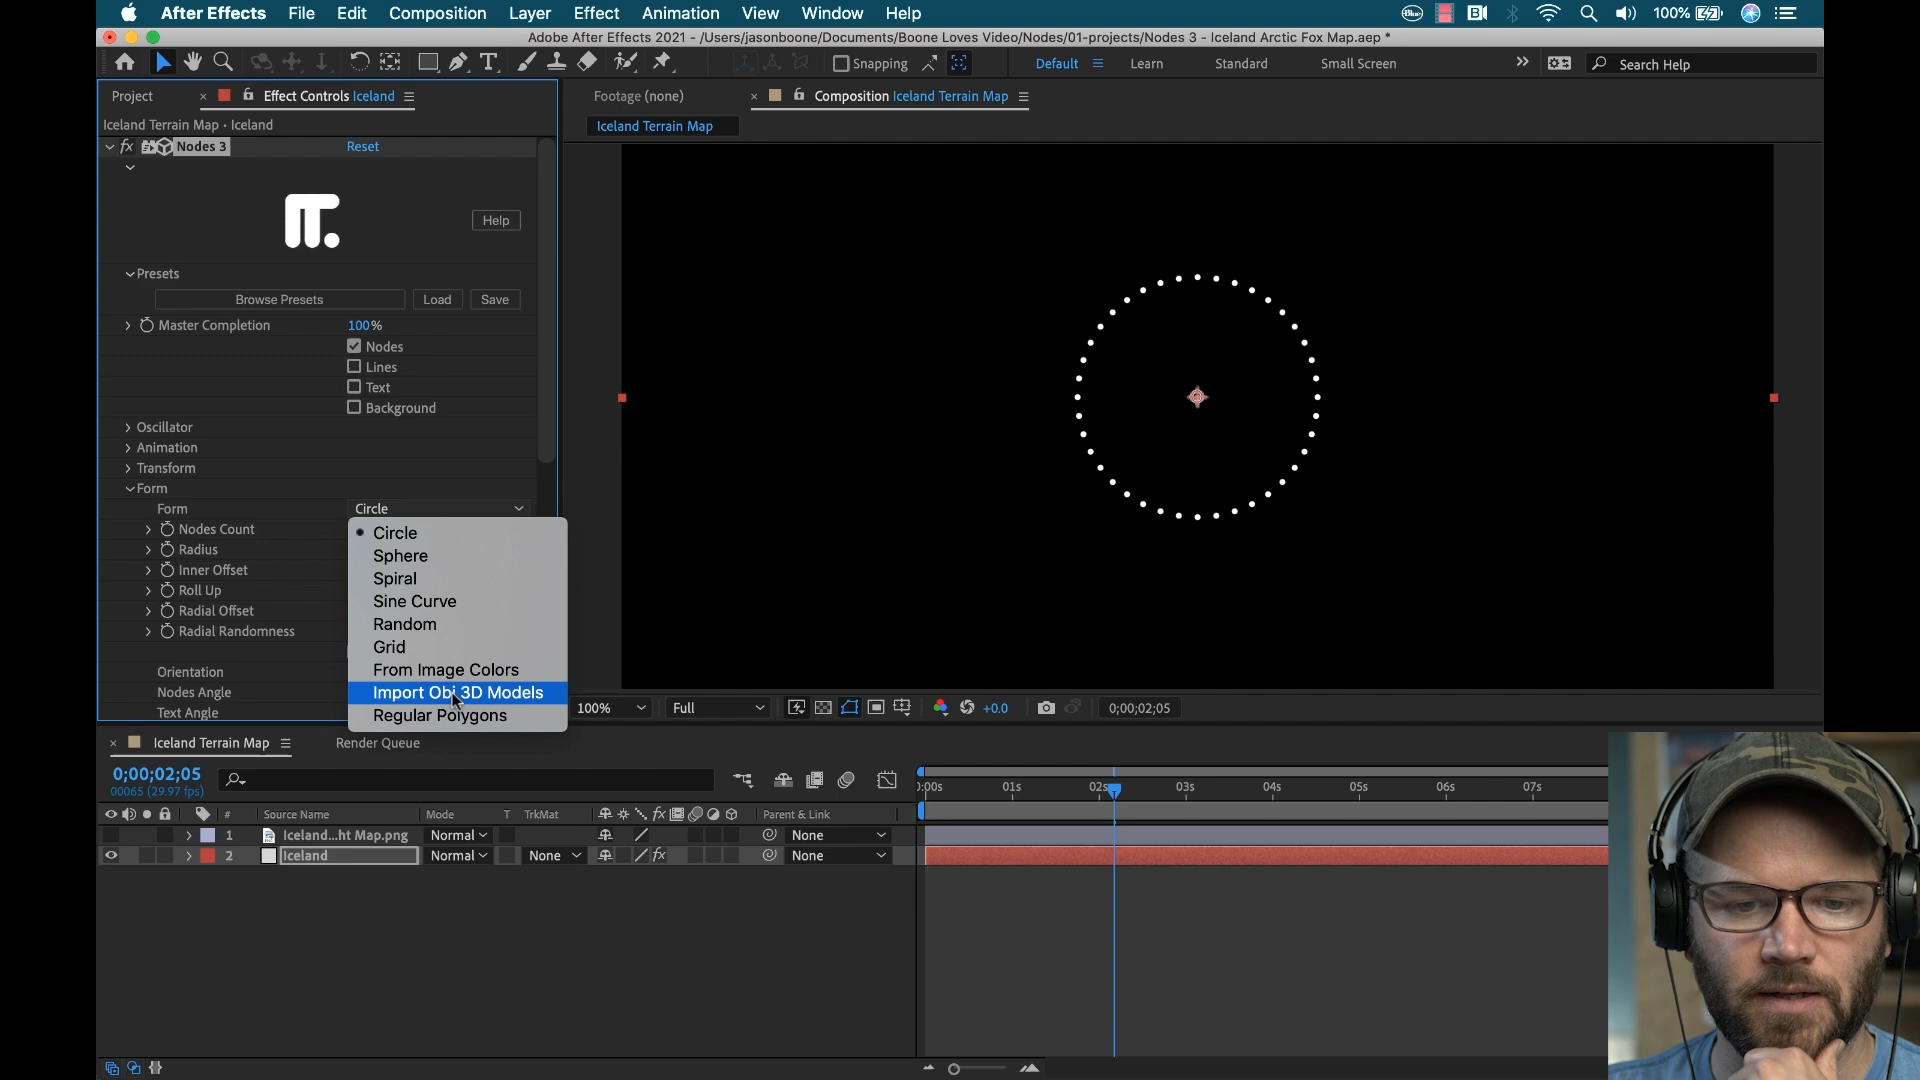 After Effects File Edit Composition Layer Effect Animation View Window Help 100%
Adobe After Effects 2021 - /Users/jasonboone/Documents/Boone Loves Video/Nodes/01-projects/Nodes 3 - Iceland Arctic Fox Map.aep *
Snapping Default Learn Standard Small Screen Search Help
Project Effect Controls Iceland Footage (none) Composition Iceland Terrain Map
Iceland Terrain Map • Iceland Iceland Terrain Map
fx Nodes 3 Reset
Help
Presets
Browse Presets Load Save
Master Completion 100%
Nodes
Lines
Text
Background
Oscillator
Animation
Transform
Form
Form Circle
Nodes Count
Radius
Inner Offset
Roll Up
Radial Offset
Radial Randomness
Orientation
Nodes Angle
Text Angle
Circle
Sphere
Spiral
Sine Curve
Random
Grid
From Image Colors
Import Obj 3D Models
Regular Polygons
100% Full +0.0 0;00;02;05
Iceland Terrain Map Render Queue
0;00;02;05
00065 (29.97 fps)
):00s 01s 02s 03s 04s 05s 06s 07s
# Source Name Mode T TrkMat fx Parent & Link
1 Iceland...ht Map.png Normal None
2 Iceland Normal None fx None